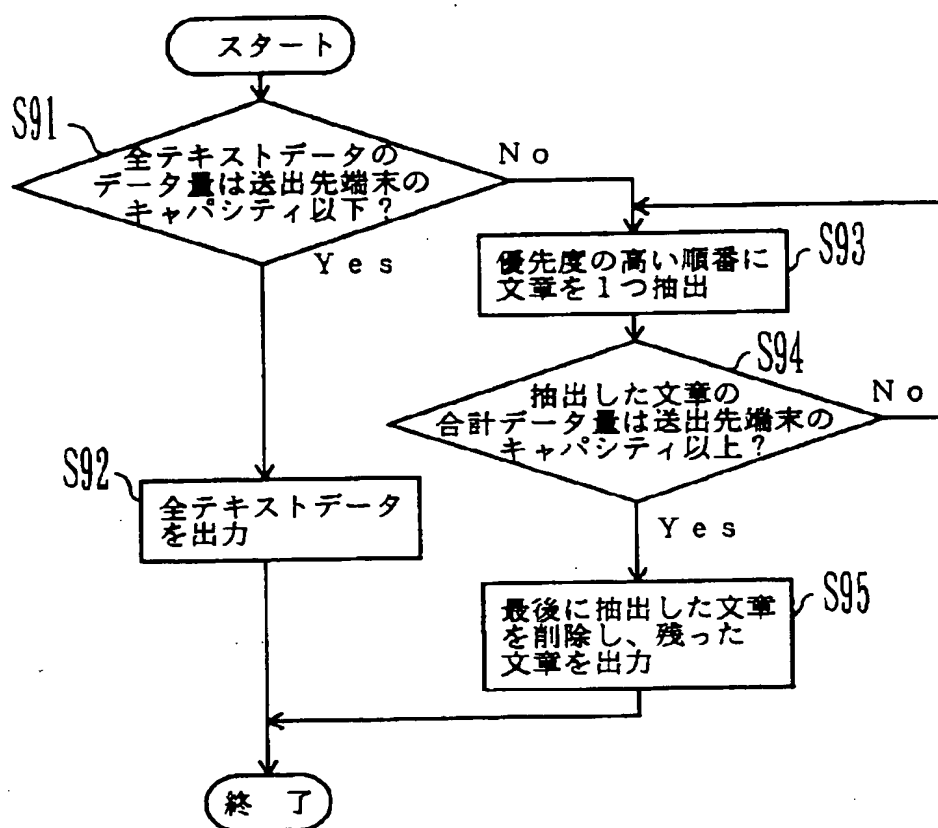 スタート
S91
全テキストデータの
データ量は送出先端末の
キャパシティ以下？
No
Yes
S93
優先度の高い順番に
文章を1つ抽出
S94
抽出した文章の
合計データ量は送出先端末の
キャパシティ以上？
No
Yes
S92
全テキストデータ
を出力
S95
最後に抽出した文章
を削除し、残った
文章を出力
終 了